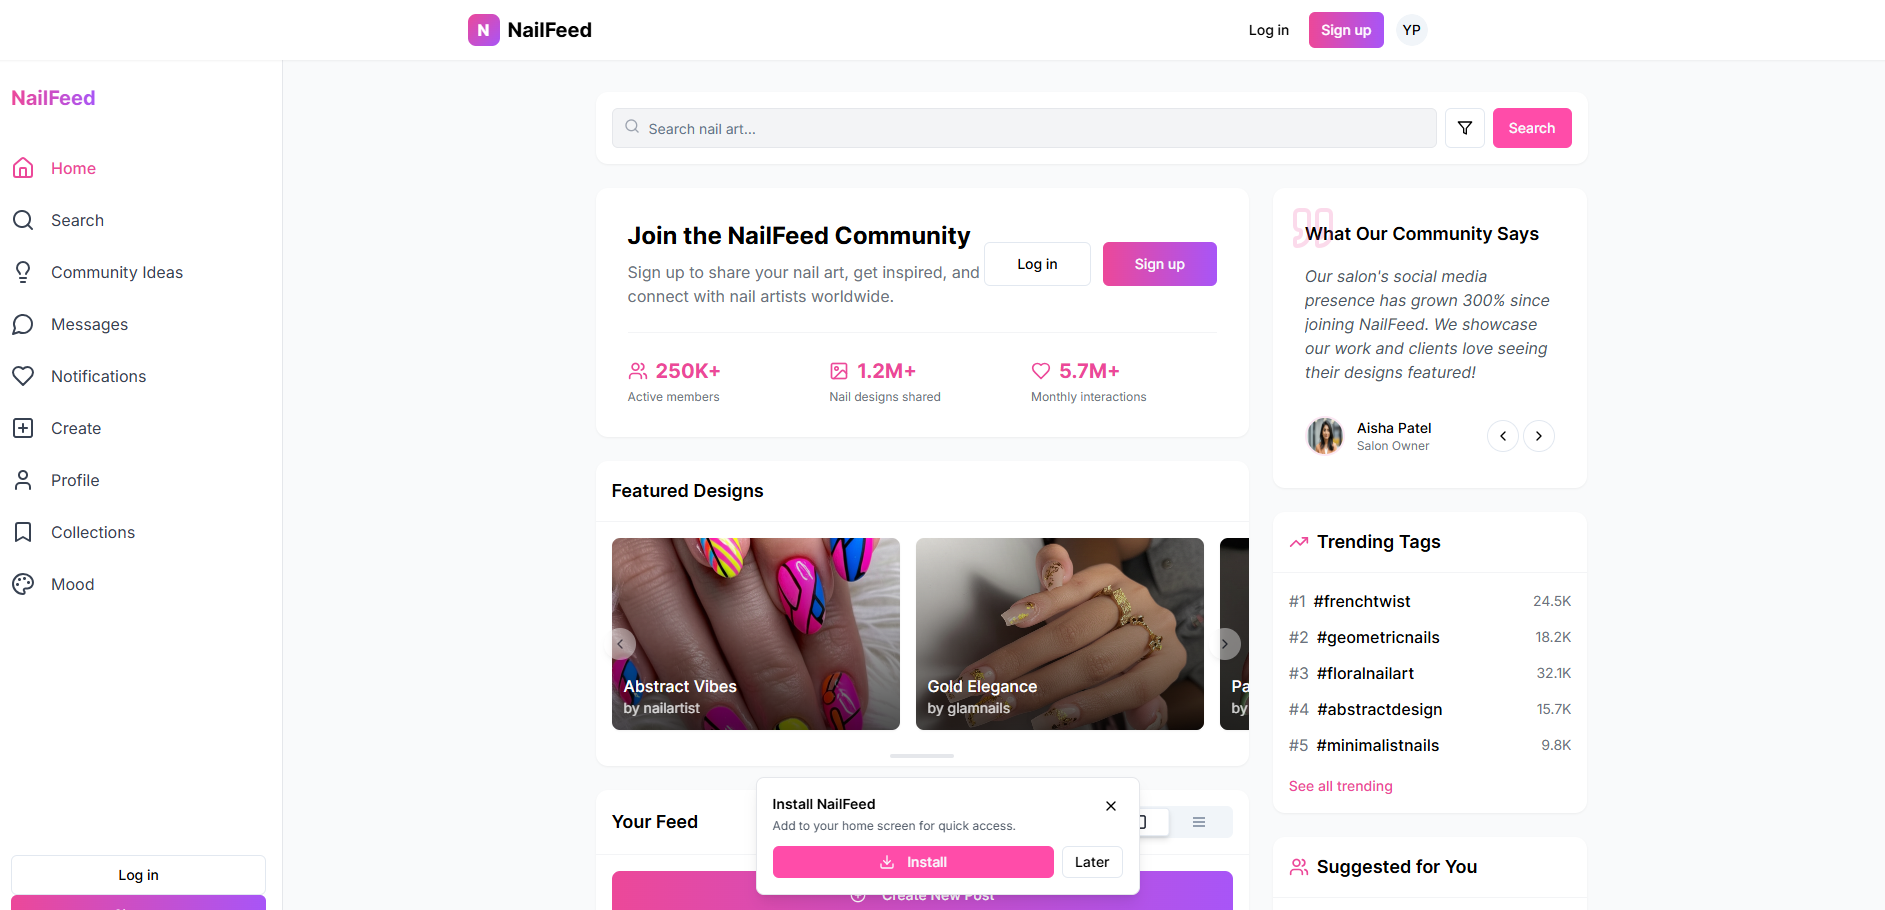 N NailFeed
Log in
Sign up
YP
NailFeed
Home
Search
Community Ideas
Messages
Notifications
Create
Profile
Collections
Mood
Log in
Search nail art...
Search
Join the NailFeed Community
Sign up to share your nail art, get inspired, and
connect with nail artists worldwide.
Log in
Sign up
250K+
Active members
1.2M+
Nail designs shared
5.7M+
Monthly interactions
Featured Designs
Abstract Vibes
by nailartist
Gold Elegance
by glamnails
Pa
by
Your Feed
Create New Post
Install NailFeed
Add to your home screen for quick access.
Install
Later
What Our Community Says
Our salon's social media
presence has grown 300% since
joining NailFeed. We showcase
our work and clients love seeing
their designs featured!
Aisha Patel
Salon Owner
Trending Tags
#1 #frenchtwist 24.5K
#2 #geometricnails 18.2K
#3 #floralnailart 32.1K
#4 #abstractdesign 15.7K
#5 #minimalistnails 9.8K
See all trending
Suggested for You